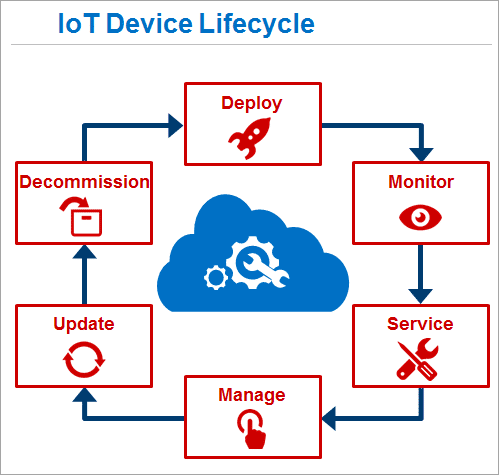 IoT Device Lifecycle
Deploy
Monitor
Service
Manage
Update
Decommission